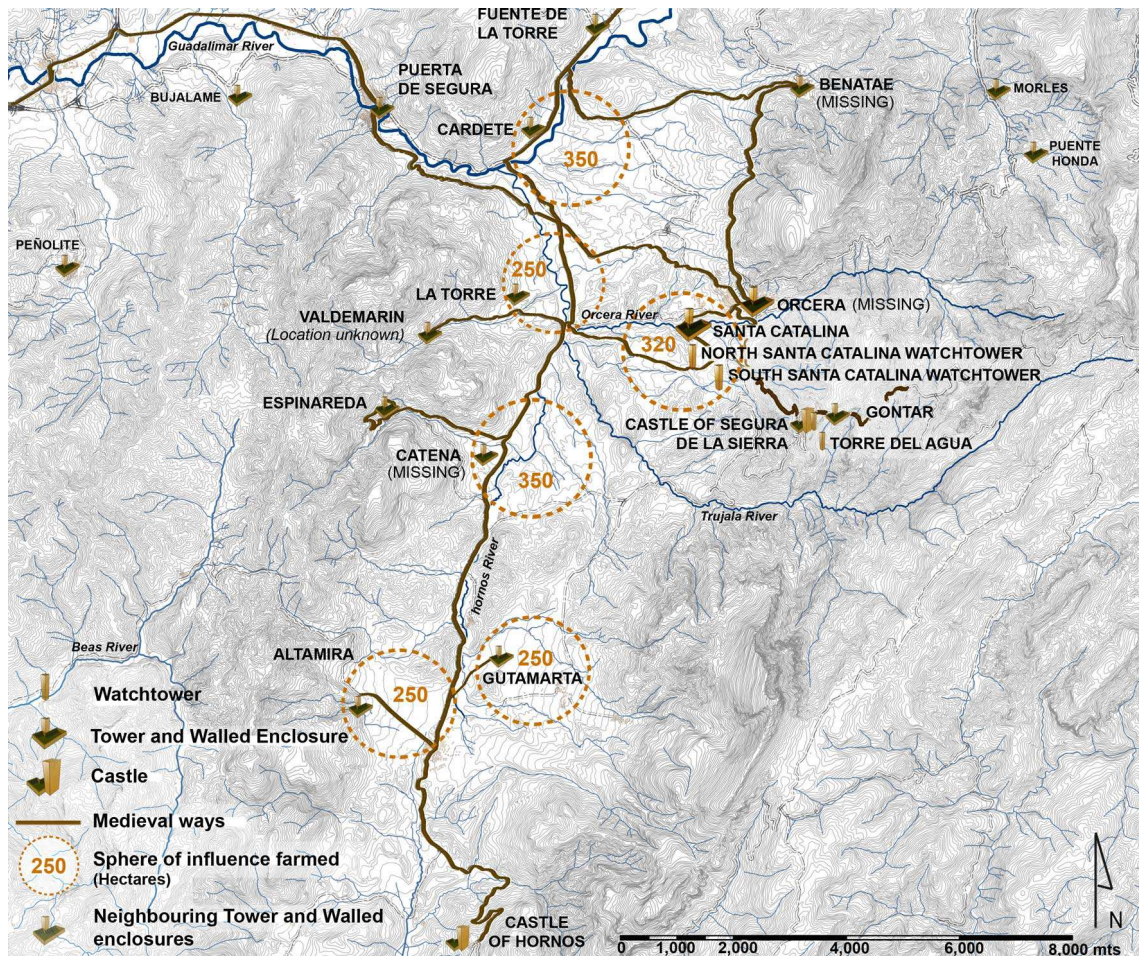 FUENTE DE
LA TORRE
Guadalimar River
PUERTA
DE SEGURA
BUJALAME
CARDETE
BENATAE
(MISSING)
MORLES
PUENTE
HONDA
350
PEÑOLITE
250
LA TORRE
VALDEMARIN
(Location unknown)
Orcera River
ORCERA (MISSING)
SANTA CATALINA
320
NORTH SANTA CATALINA WATCHTOWER
SOUTH SANTA CATALINA WATCHTOWER
ESPINAREDA
GONTAR
CASTLE OF SEGURA
DE LA SIERRA
TORRE DEL AGUA
CATENA
(MISSING)
350
Trujala River
hornos River
Beas River
ALTAMIRA
250
250
GUTAMARTA
Watchtower
Tower and Walled Enclosure
Castle
Medieval ways
250
Sphere of influence farmed
(Hectares)
Neighbouring Tower and Walled
enclosures
CASTLE
OF HORNOS
N
0 1,000 2,000 4,000 6,000 8,000 mts